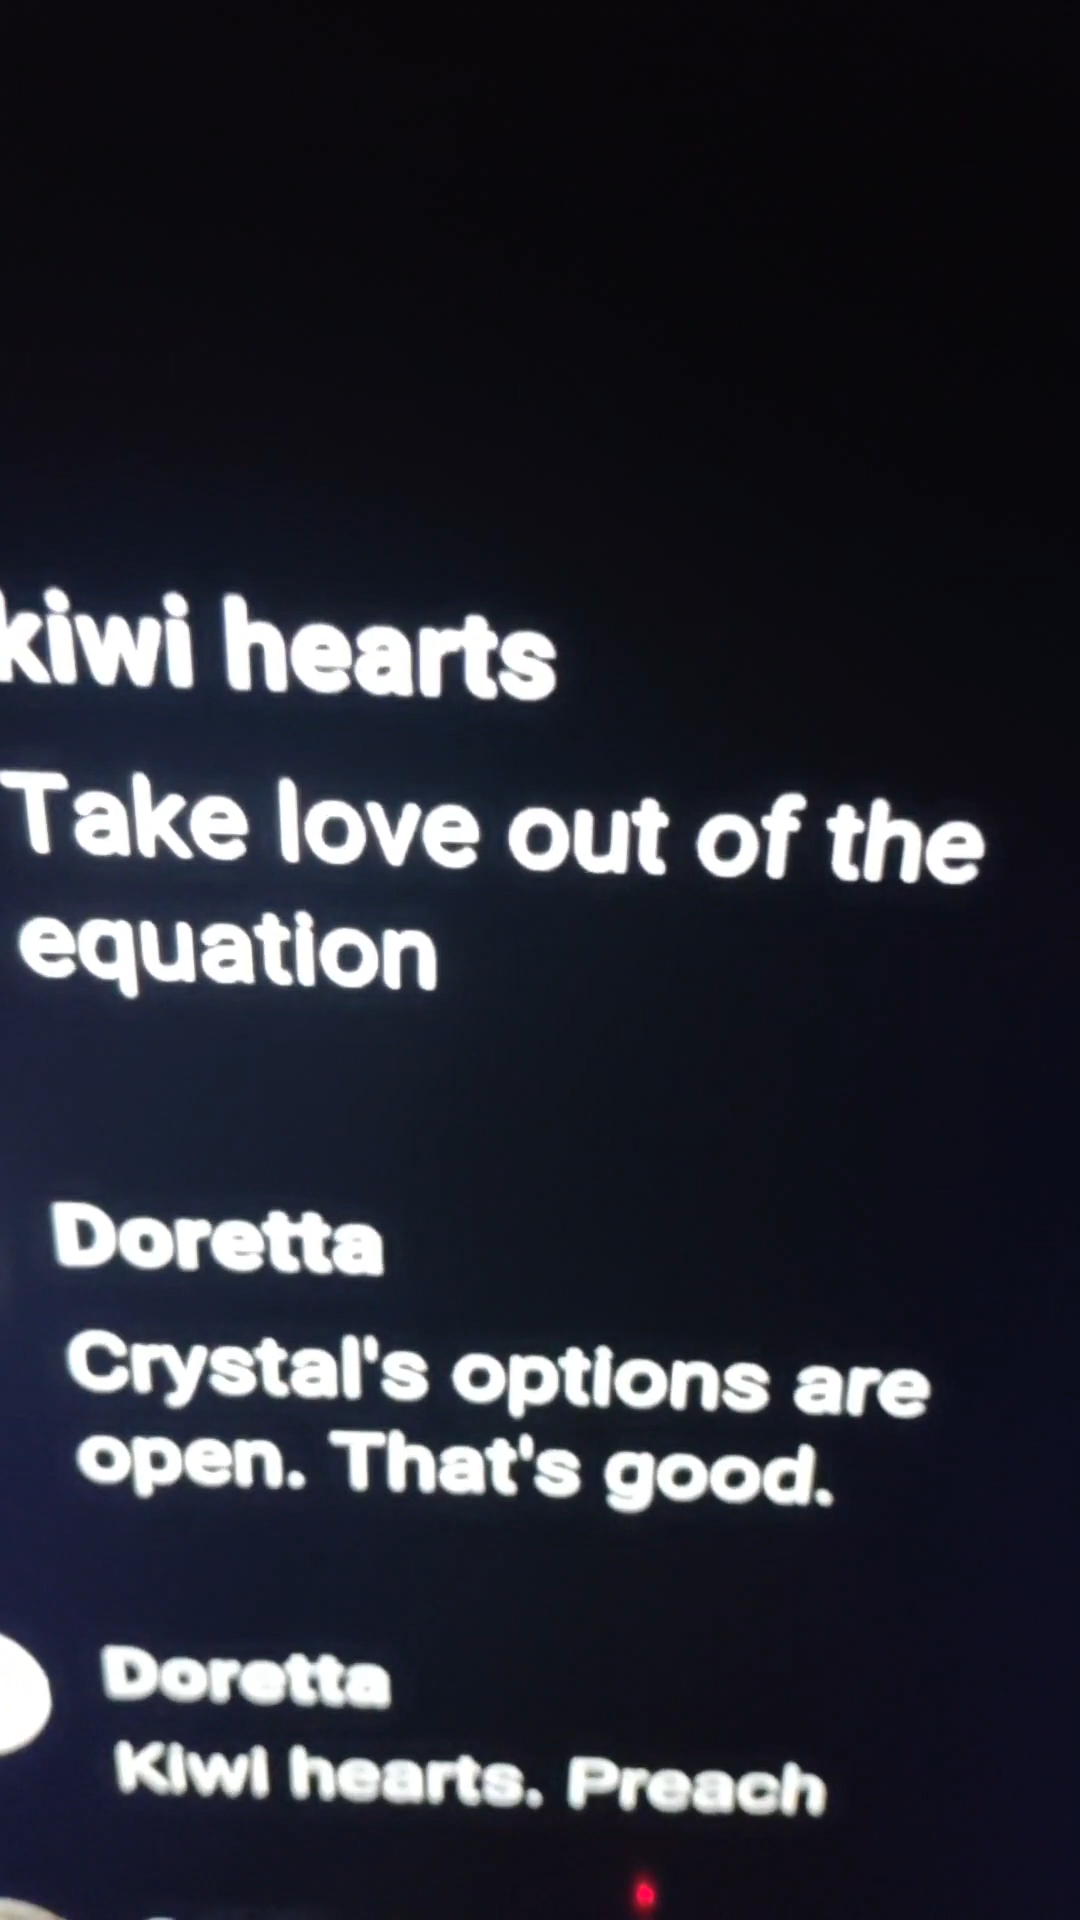 kiwi hearts
Take love out of the
equation
Doretta
Crystal's options are
open. That's good.
Doretta
Kiwi hearts. Preach